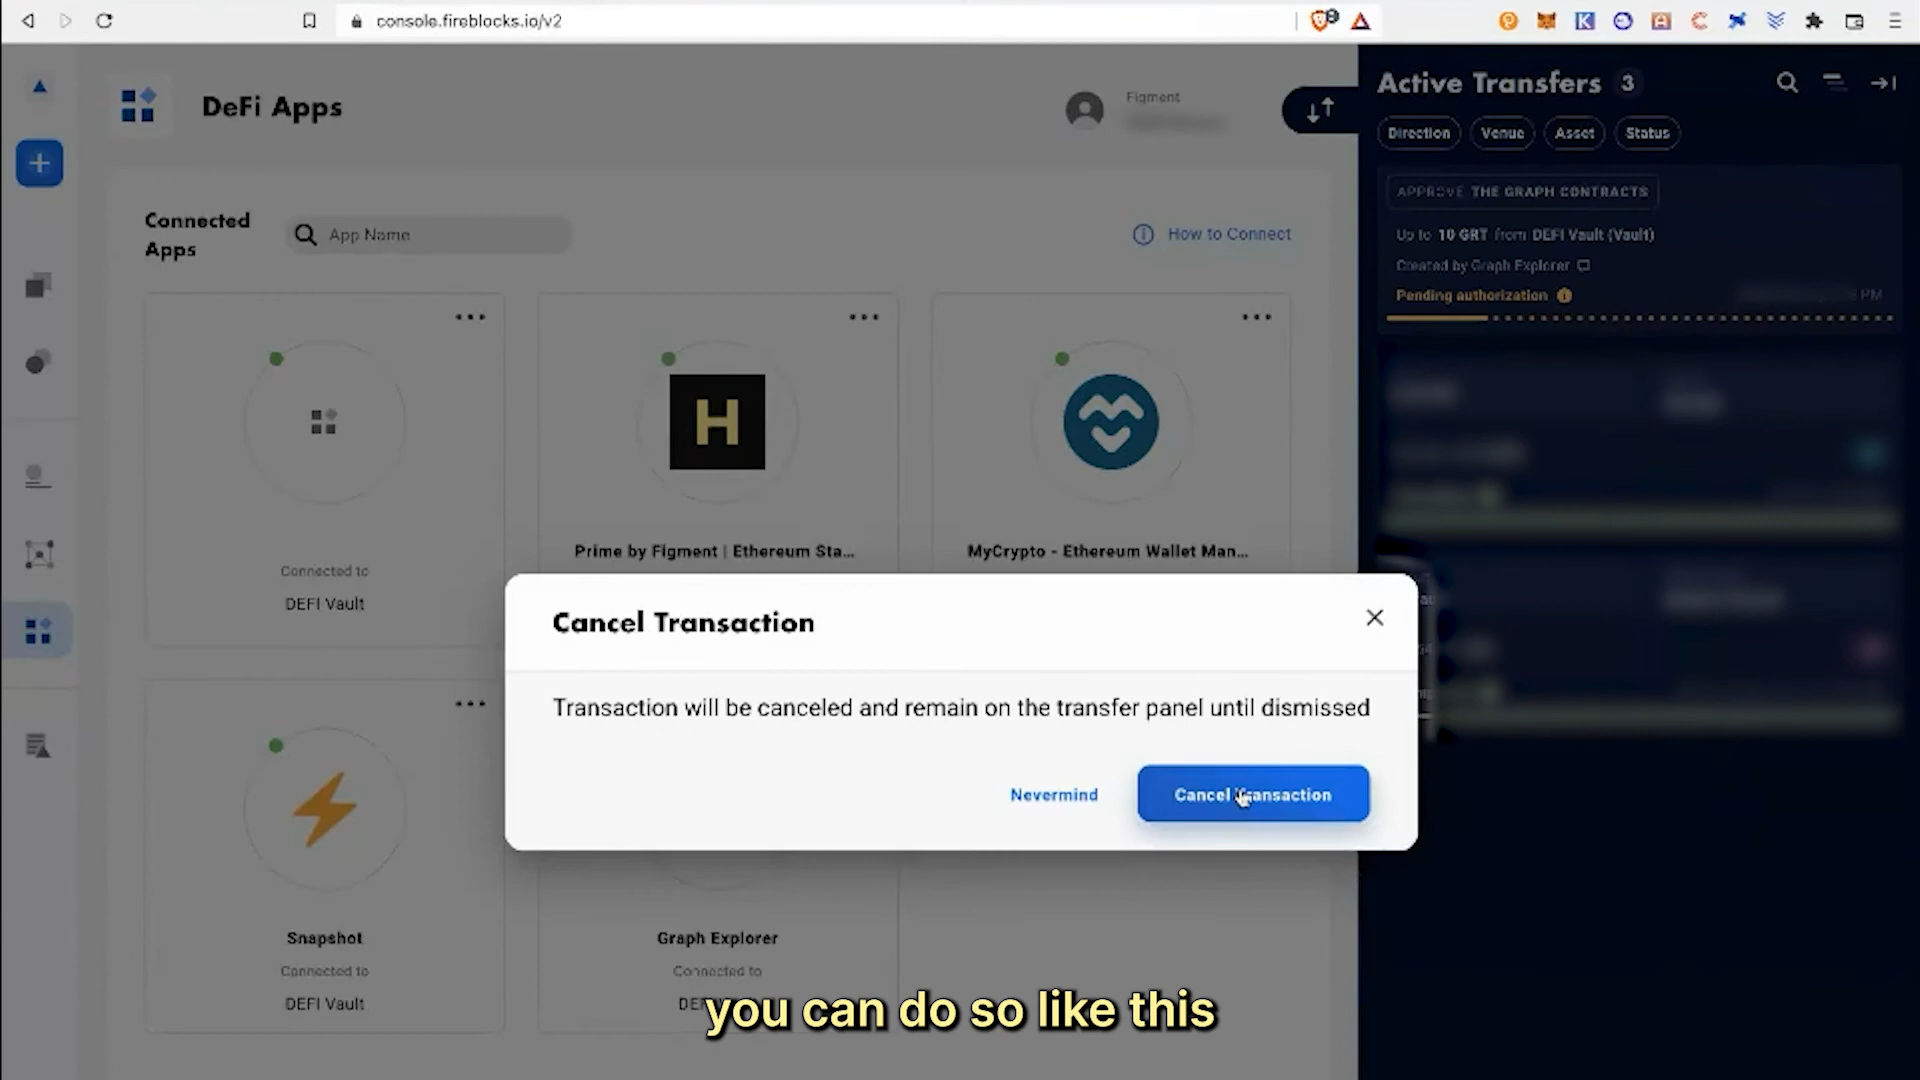 console.fireblocks.io/v2
DeFi Apps
Figment
Active Transfers 3
Direction Venue Asset Status
APPROVE THE GRAPH CONTRACTS
Up to 10 GRT from DEFI Vault (Vault)
Created by Graph Explorer
Pending authorization
PM
Connected
Apps
App Name
How to Connect
H
Connected to
DEFI Vault
Prime by Figment | Ethereum Sta...
MyCrypto - Ethereum Wallet Man...
Cancel Transaction
Transaction will be canceled and remain on the transfer panel until dismissed
Nevermind
Cancel Transaction
Snapshot
Connected to
DEFI Vault
Graph Explorer
Connected to
you can do so like this